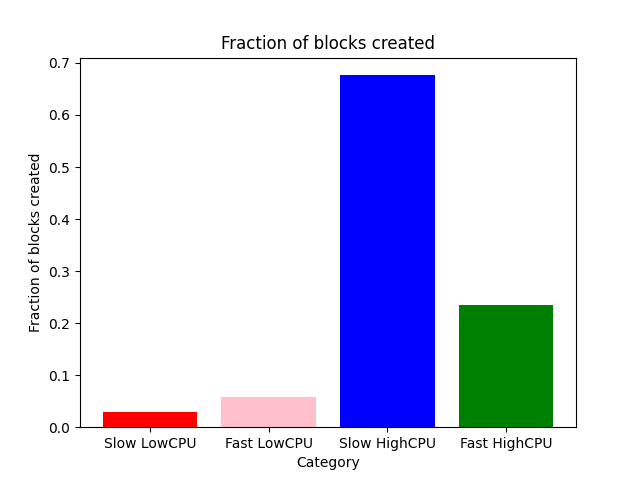 Fraction of blocks created
Fraction of blocks created
0.7
0.6
0.5
0.4
0.3
0.2
0.1
0.0
Slow LowCPU
Fast LowCPU
Slow HighCPU
Fast HighCPU
Category